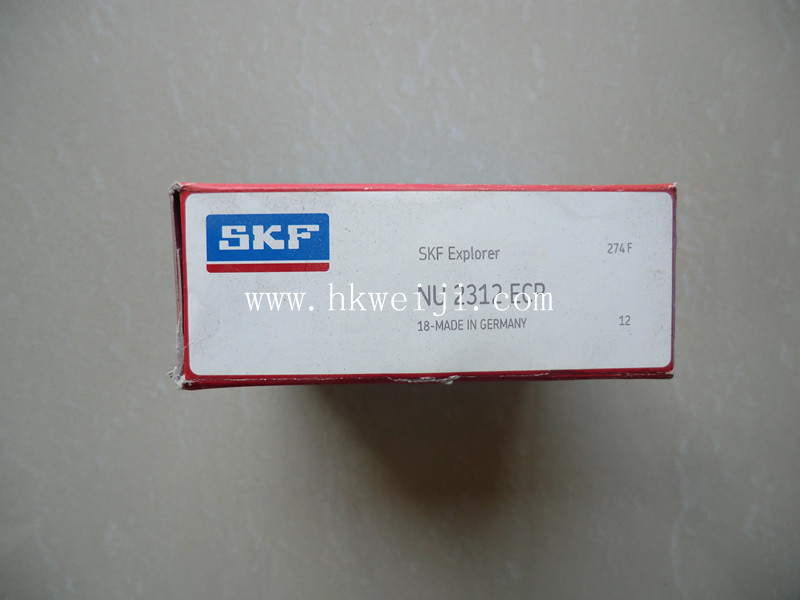 SKF
SKF Explorer 274 F
NU 2312 ECP
www.hkweiji.com
18-MADE IN GERMANY 12